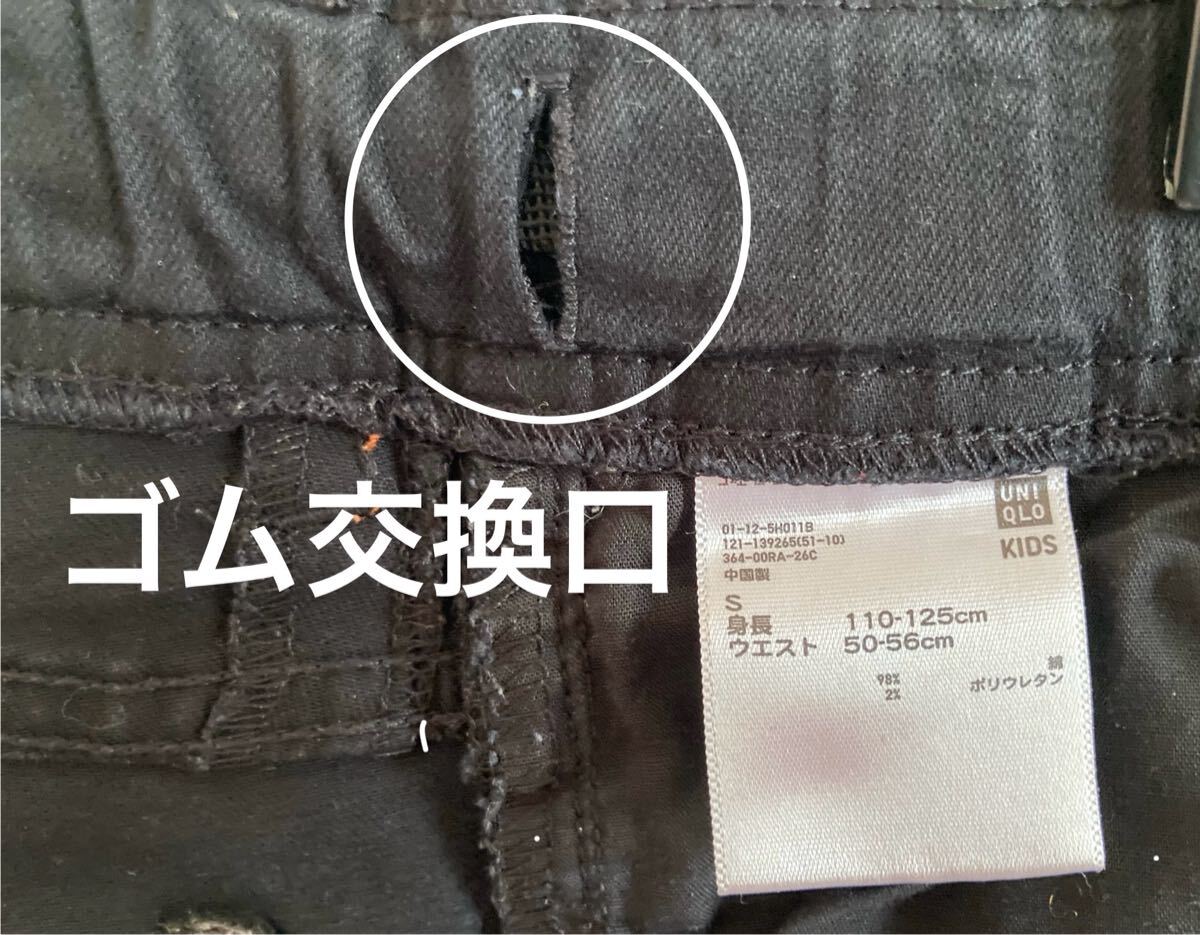 ゴム交換口
UNI
QLO
KIDS
01-12-5H011B
121-139265(51-10)
364-00RA-26C
中国製
S
身長 110-125cm
ウエスト 50-56cm
98% 綿
2% ポリウレタン